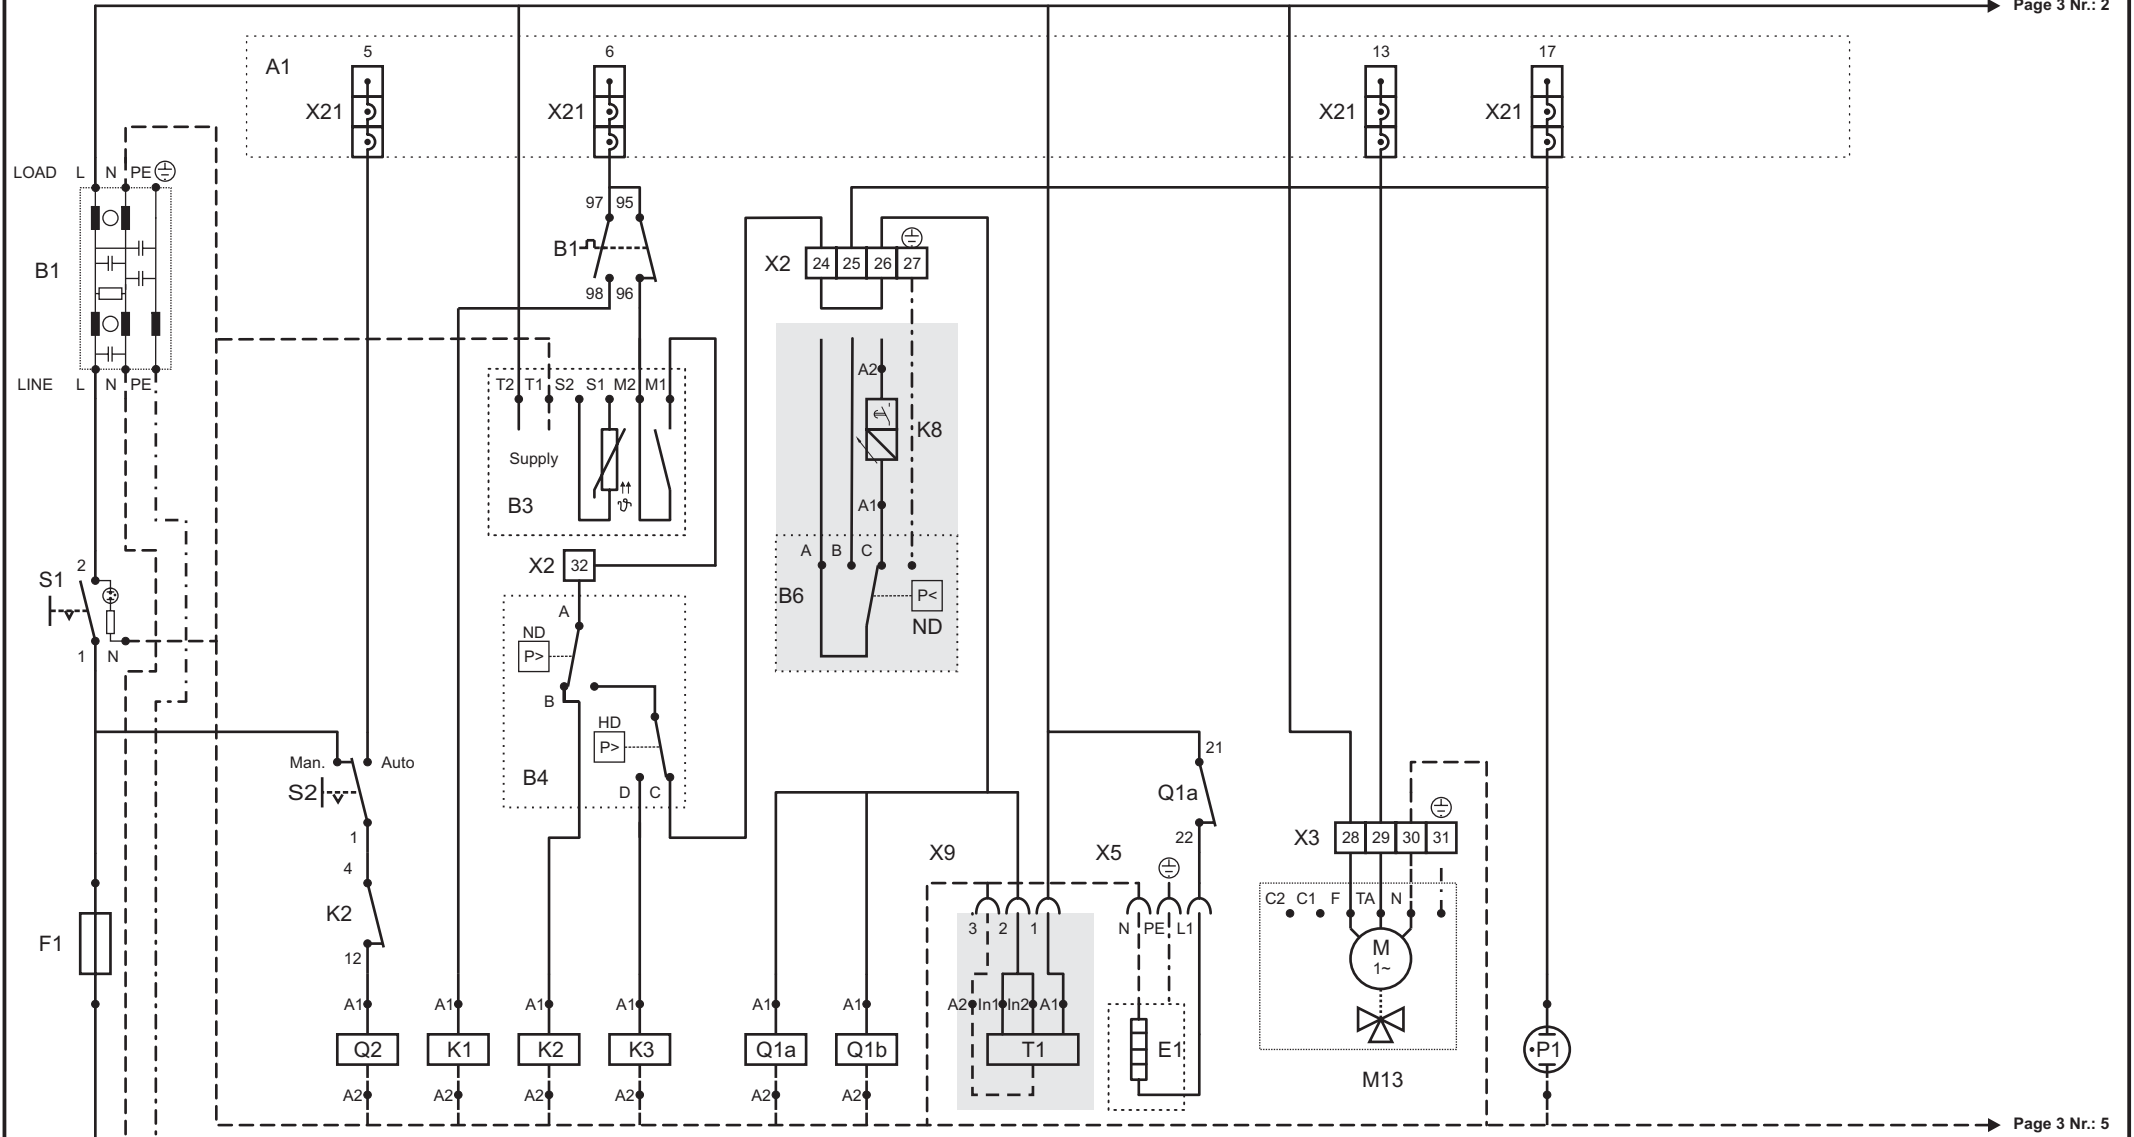 Page 3 Nr.: 2
A1
5
6
13
17
X21
X21
X21
X21
LOAD
L
N
PE
97
95
B1
X2
24
25
26
27
B1
98
96
LINE
L
N
PE
T2
T1
S2
S1
M2
M1
A2
K8
Supply
B3
ϑ
A1
X2
32
A
B
C
S1
2
A
B6
P<
ND
ND
P>
1
N
B
HD
P>
B4
D
C
Man.
Auto
S2
1
21
Q1a
22
X3
28
29
30
31
X9
X5
4
K2
12
F1
3
2
1
N
PE
L1
C2
C1
F
TA
N
M
1~
A1
A1
A1
A1
A1
A1
A2
In1
In2
A1
Q2
K1
K2
K3
Q1a
Q1b
T1
E1
P1
M13
A2
A2
A2
A2
A2
A2
Page 3 Nr.: 5